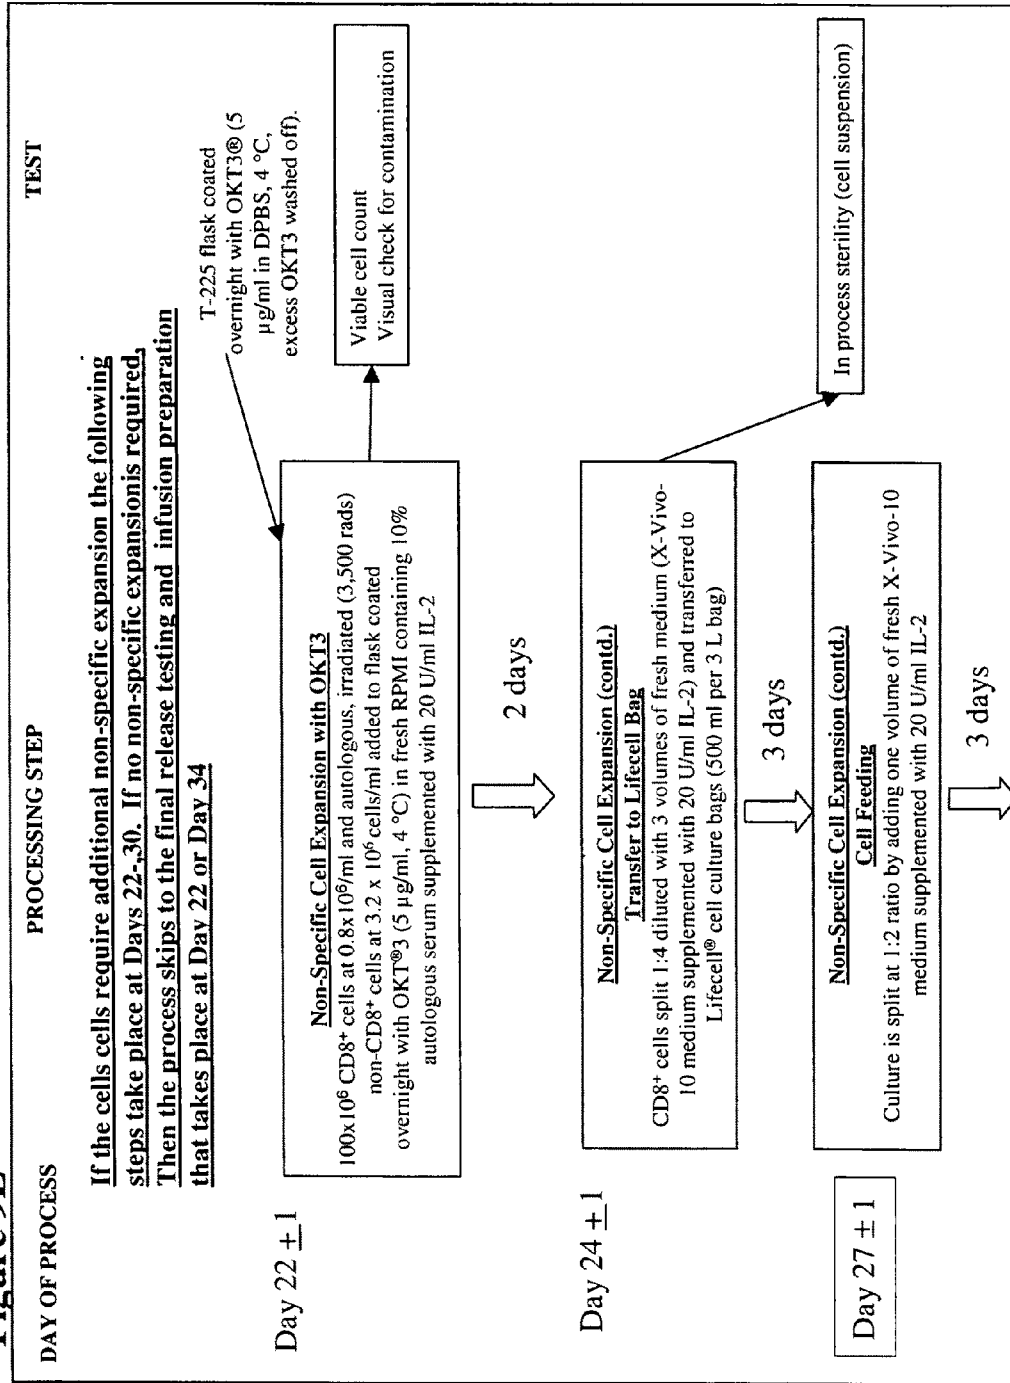 DAY OF PROCESS
PROCESSING STEP
TEST
If the cells cells require additional non-specific expansion the following
steps take place at Days 22-,30. If no non-specific expansionis required,
Then the process skips to the final release testing and infusion preparation
that takes place at Day 22 or Day 34
T-225 flask coated
overnight with OKT3® (5
µg/ml in DPBS, 4 °C,
excess OKT3 washed off).
Day 22 ± 1
Non-Specific Cell Expansion with OKT3
100x10⁶ CD8⁺ cells at 0.8x10⁶/ml and autologous, irradiated (3,500 rads)
non-CD8⁺ cells at 3.2 x 10⁶ cells/ml added to flask coated
overnight with OKT®3 (5 µg/ml, 4 °C) in fresh RPMI containing 10%
autologous serum supplemented with 20 U/ml IL-2
Viable cell count
Visual check for contamination
2 days
Day 24 ± 1
Non-Specific Cell Expansion (contd.)
Transfer to Lifecell Bag
CD8⁺ cells split 1:4 diluted with 3 volumes of fresh medium (X-Vivo-
10 medium supplemented with 20 U/ml IL-2) and transferred to
Lifecell® cell culture bags (500 ml per 3 L bag)
In process sterility (cell suspension)
3 days
Day 27 ± 1
Non-Specific Cell Expansion (contd.)
Cell Feeding
Culture is split at 1:2 ratio by adding one volume of fresh X-Vivo-10
medium supplemented with 20 U/ml IL-2
3 days